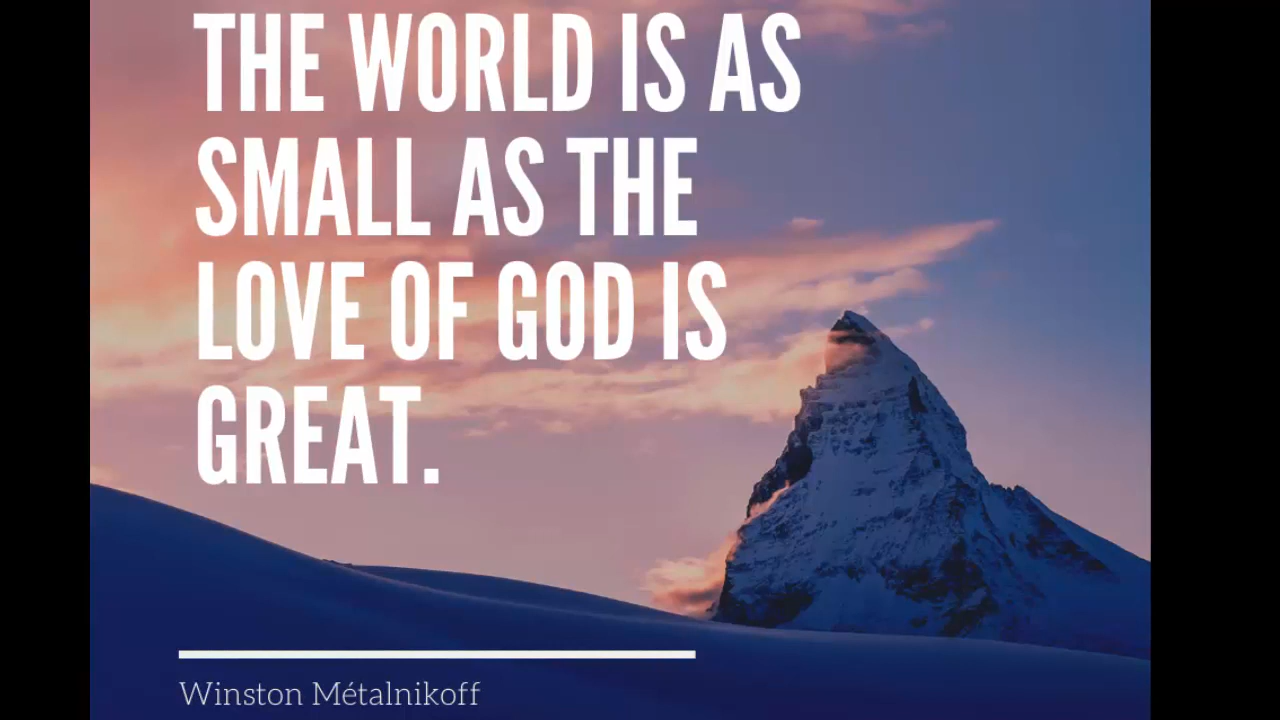 THE WORLD IS AS
SMALL AS THE
LOVE OF GOD IS
GREAT.
Winston Métalnikoff